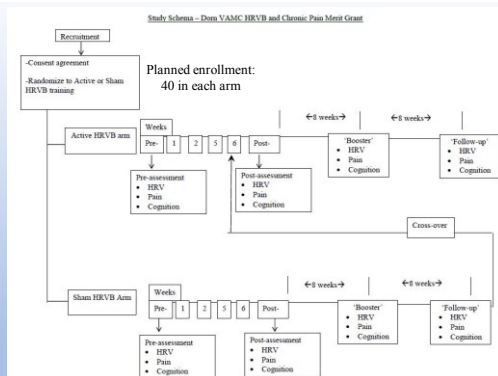 Study Schema – Dorn VAMC HRVB and Chronic Pain Merit Grant
Recruitment
-Consent agreement
-Randomize to Active or Sham
HRVB training
Planned enrollment:
40 in each arm
Active HRVB arm
Weeks
Pre- 1 2 5 6 Post-
←8 weeks→
←8 weeks→
'Booster'
• HRV
• Pain
• Cognition
'Follow-up'
• HRV
• Pain
• Cognition
Pre-assessment
• HRV
• Pain
• Cognition
Post-assessment
• HRV
• Pain
• Cognition
Cross-over
Sham HRVB Arm
Weeks
Pre- 1 2 5 6 Post-
←8 weeks→
←8 weeks→
'Booster'
• HRV
• Pain
• Cognition
'Follow-up'
• HRV
• Pain
• Cognition
Pre-assessment
• HRV
• Pain
• Cognition
Post-assessment
• HRV
• Pain
• Cognition